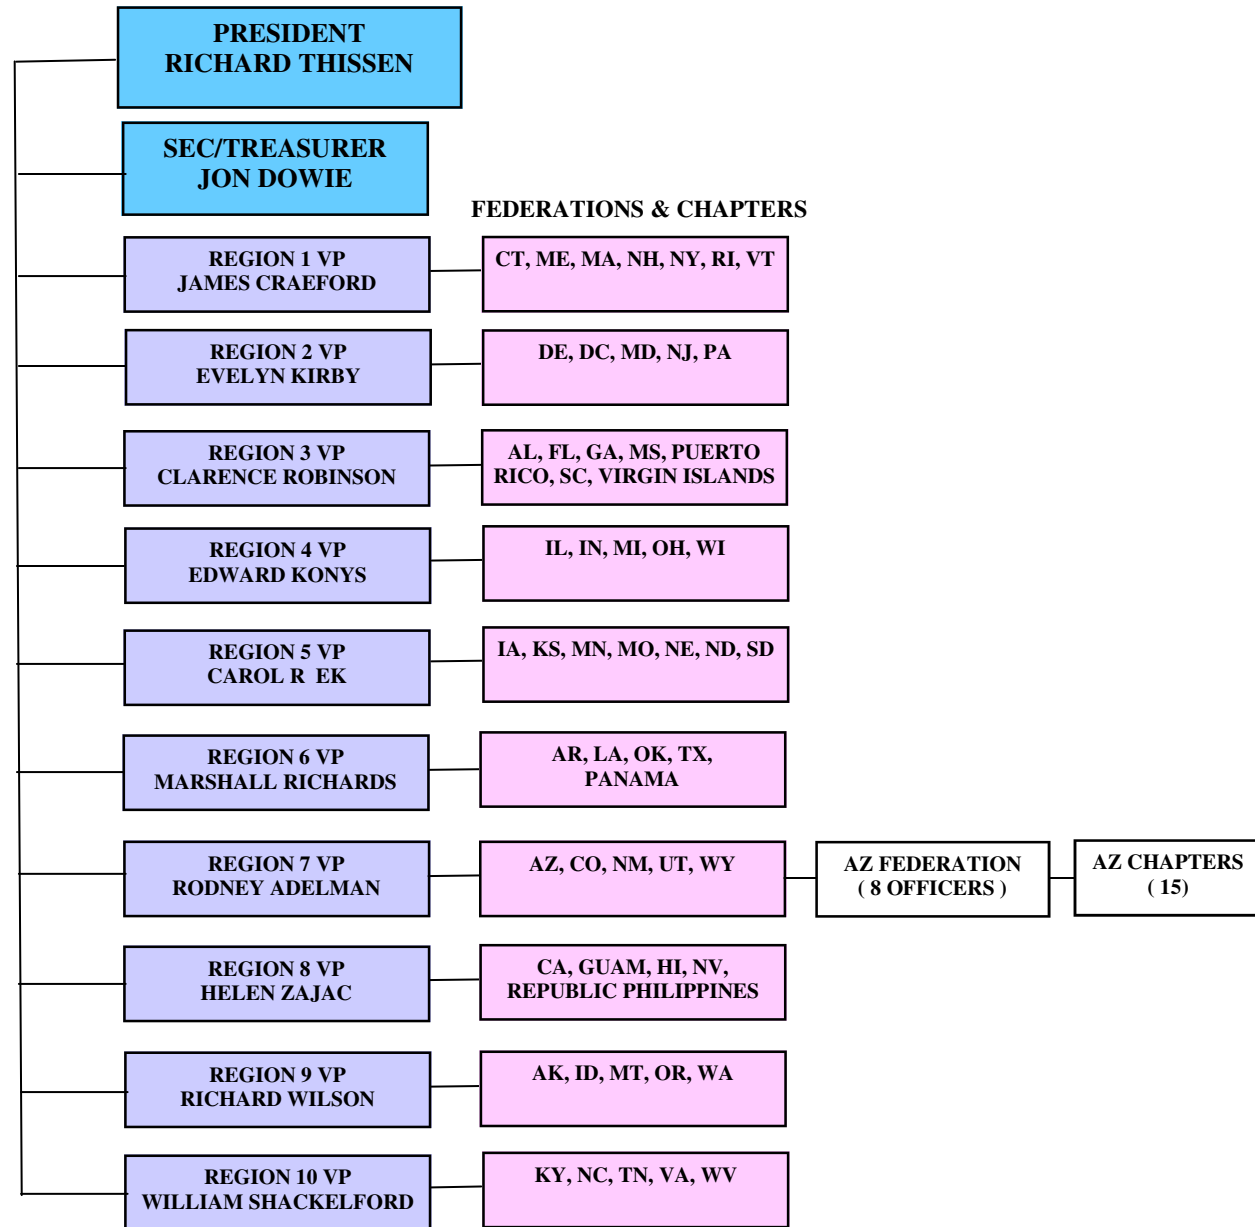 PRESIDENT
RICHARD THISSEN
SEC/TREASURER
JON DOWIE
FEDERATIONS & CHAPTERS
REGION 1 VP
JAMES CRAEFORD
CT, ME, MA, NH, NY, RI, VT
REGION 2 VP
EVELYN KIRBY
DE, DC, MD, NJ, PA
REGION 3 VP
CLARENCE ROBINSON
AL, FL, GA, MS, PUERTO
RICO, SC, VIRGIN ISLANDS
REGION 4 VP
EDWARD KONYS
IL, IN, MI, OH, WI
REGION 5 VP
CAROL R  EK
IA, KS, MN, MO, NE, ND, SD
REGION 6 VP
MARSHALL RICHARDS
AR, LA, OK, TX,
PANAMA
REGION 7 VP
RODNEY ADELMAN
AZ, CO, NM, UT, WY
AZ FEDERATION
( 8 OFFICERS )
AZ CHAPTERS
( 15)
REGION 8 VP
HELEN ZAJAC
CA, GUAM, HI, NV,
REPUBLIC PHILIPPINES
REGION 9 VP
RICHARD WILSON
AK, ID, MT, OR, WA
REGION 10 VP
WILLIAM SHACKELFORD
KY, NC, TN, VA, WV